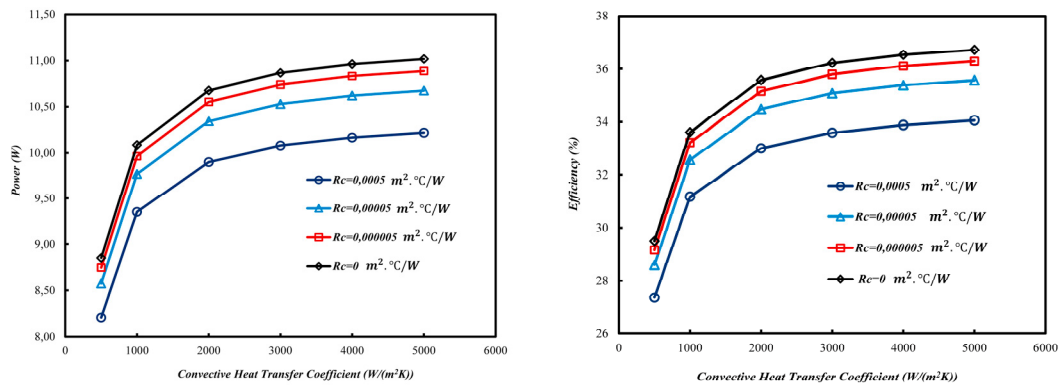 11,50
11,00
10,50
10,00
9,50
9,00
8,50
8,00
Power (W)
0 1000 2000 3000 4000 5000 6000
Convective Heat Transfer Coefficient (W/(m²K))
Rc=0,0005 m².°C/W
Rc=0,00005 m².°C/W
Rc=0,000005 m².°C/W
Rc=0 m².°C/W
38
36
34
32
30
28
26
Efficiency (%)
0 1000 2000 3000 4000 5000 6000
Convective Heat Transfer Coefficient (W/(m²K))
Rc=0,0005 m².°C/W
Rc=0,00005 m².°C/W
Rc=0,000005 m².°C/W
Rc=0 m².°C/W